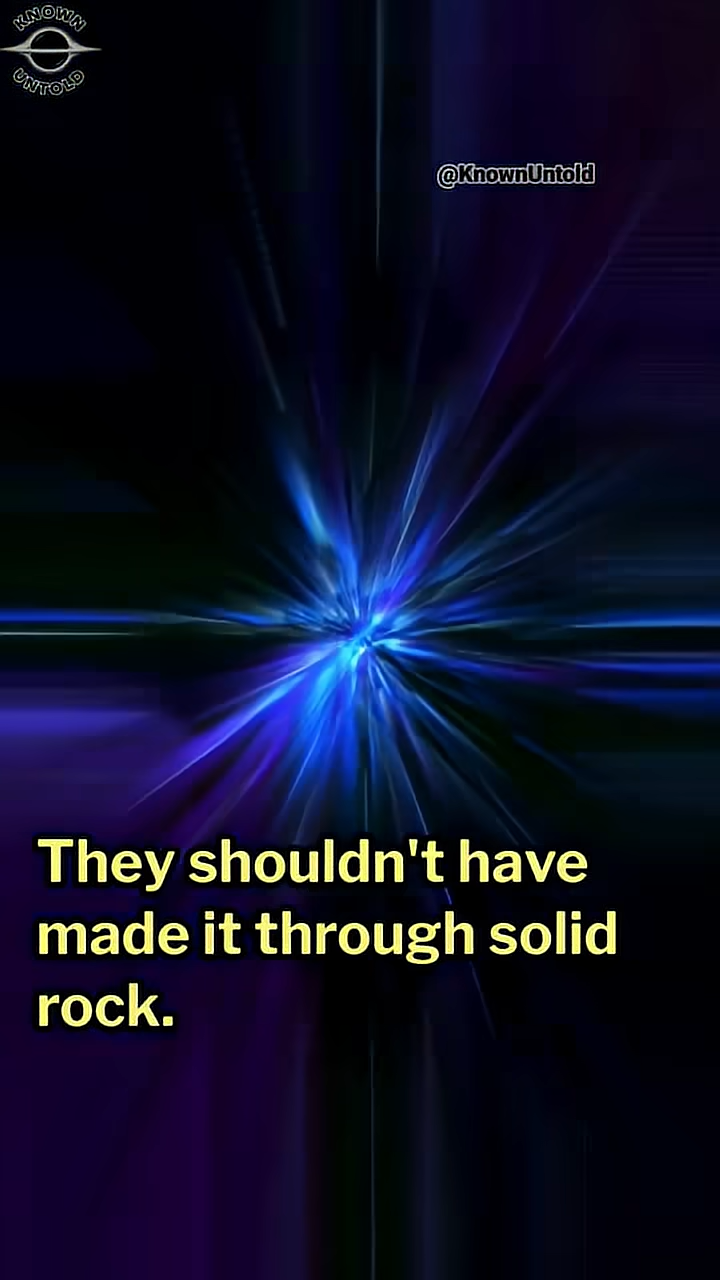 KNOWN
UNTOLD
@KnownUntold
They shouldn't have
made it through solid
rock.